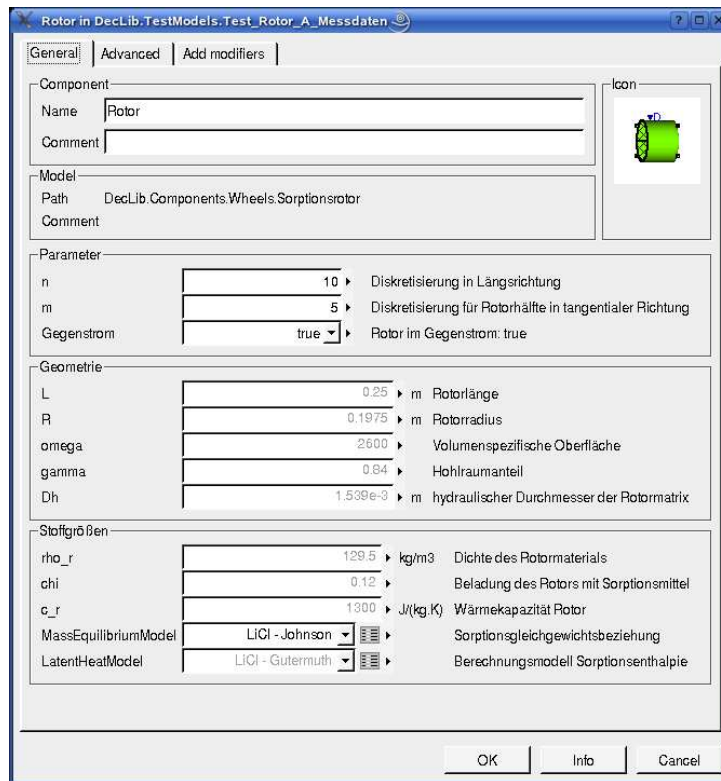 Rotor in DecLib.TestModels.Test_Rotor_A_Messdaten
General Advanced Add modifiers
Component
Name Rotor
Comment
Icon
D
Model
Path DecLib.Components.Wheels.Sorptionsrotor
Comment
Parameter
n 10 Diskretisierung in Längsrichtung
m 5 Diskretisierung für Rotorhälfte in tangentialer Richtung
Gegenstrom true Rotor im Gegenstrom: true
Geometrie
L 0.25 m Rotorlänge
R 0.1975 m Rotorradius
omega 2600 Volumenspezifische Oberfläche
gamma 0.84 Hohlraumanteil
Dh 1.539e-3 m hydraulischer Durchmesser der Rotormatrix
Stoffgrößen
rho_r 129.5 kg/m3 Dichte des Rotormaterials
chi 0.12 Beladung des Rotors mit Sorptionsmittel
c_r 1300 J/(kg.K) Wärmekapazität Rotor
MassEquilibriumModel LiCl - Johnson Sorptionsgleichgewichtsbeziehung
LatentHeatModel LiCl - Gutermuth Berechnungsmodell Sorptionsenthalpie
OK Info Cancel